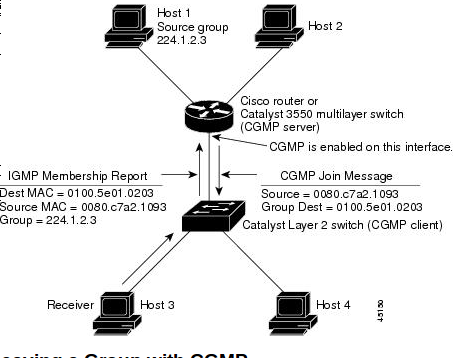 Host 1
Source group
224.1.2.3
Host 2
Cisco router or
Catalyst 3550 multilayer switch
(CGMP server)
CGMP is enabled on this interface.
IGMP Membership Report
Dest MAC = 0100.5e01.0203
Source MAC = 0080.c7a2.1093
Group = 224.1.2.3
CGMP Join Message
Source = 0080.c7a2.1093
Group Dest = 0100.5e01.0203
Catalyst Layer 2 switch (CGMP client)
Receiver
Host 3
Host 4
45150
a Group with CGMP